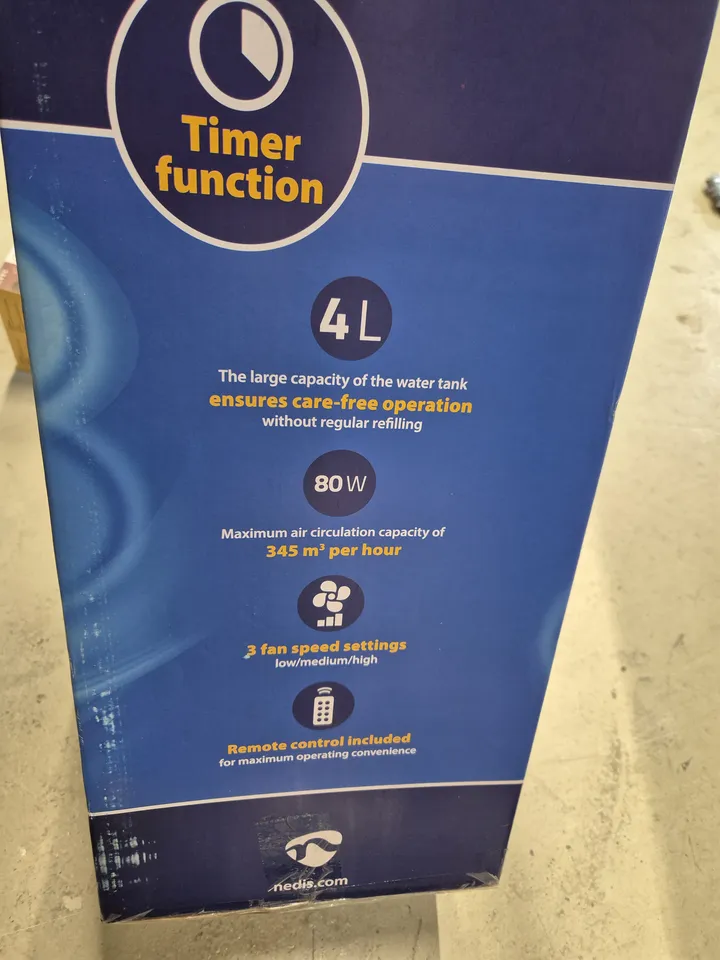 Timer
function
4 L
The large capacity of the water tank
ensures care-free operation
without regular refilling
80 W
Maximum air circulation capacity of
345 m³ per hour
3 fan speed settings
low/medium/high
Remote control included
for maximum operating convenience
nedis.com